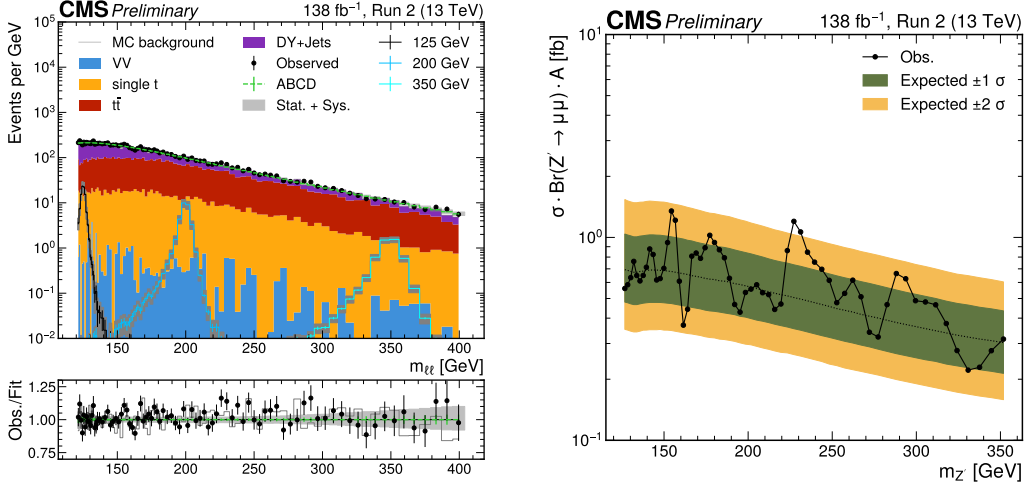 CMS Preliminary 138 fb⁻¹, Run 2 (13 TeV)
Events per GeV
10⁵
10⁴
10³
10²
10¹
10⁰
10⁻¹
10⁻²
MC background
VV
single t
tt̄
DY+Jets
Observed
ABCD
Stat. + Sys.
125 GeV
200 GeV
350 GeV
150 200 250 300 350 400
m_ℓℓ [GeV]
Obs./Fit
1.25
1.00
0.75
150 200 250 300 350 400
CMS Preliminary 138 fb⁻¹, Run 2 (13 TeV)
σ · Br(Z′ → μμ) · A [fb]
10¹
10⁰
10⁻¹
Obs.
Expected ±1 σ
Expected ±2 σ
150 200 250 300 350
m_Z′ [GeV]